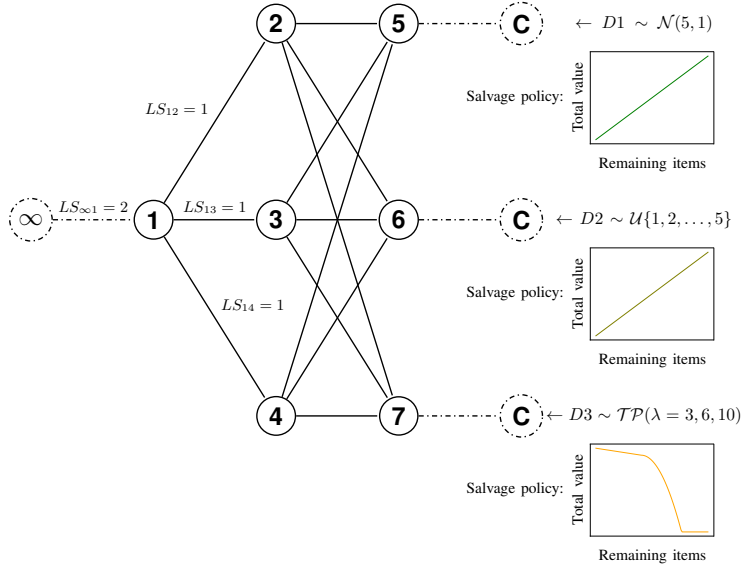 2
5
C
← D1 ∼ N(5, 1)
LS₁₂ = 1
Salvage policy:
Total value
Remaining items
∞
LS∞₁ = 2
1
LS₁₃ = 1
3
6
C
← D2 ∼ U{1, 2, . . . , 5}
LS₁₄ = 1
Salvage policy:
Total value
Remaining items
4
7
C
← D3 ∼ TP(λ = 3, 6, 10)
Salvage policy:
Total value
Remaining items